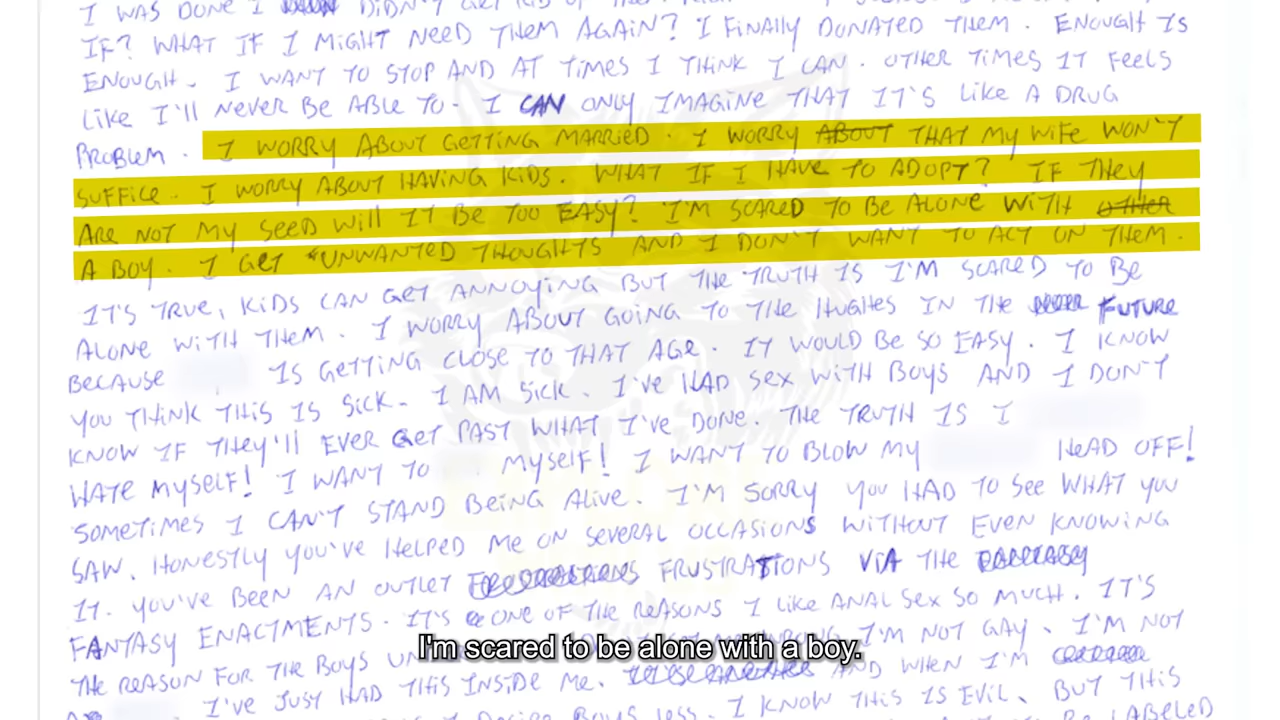 I WAS DONE I DIDN'T GET RID OF THEM
IF? WHAT IF I MIGHT NEED THEM AGAIN? I FINALLY DONATED THEM. ENOUGH IS
ENOUGH. I WANT TO STOP AND AT TIMES I THINK I CAN. OTHER TIMES IT FEELS
LIKE I'LL NEVER BE ABLE TO. I CAN ONLY IMAGINE THAT IT'S LIKE A DRUG
PROBLEM. I WORRY ABOUT GETTING MARRIED. I WORRY ABOUT THAT MY WIFE WON'T
SUFFICE. I WORRY ABOUT HAVING KIDS. WHAT IF I HAVE TO ADOPT? IF THEY
ARE NOT MY SEED WILL IT BE TOO EASY? I'M SCARED TO BE ALONE WITH OTHER
A BOY. I GET "UNWANTED THOUGHTS AND I DON'T WANT TO ACT ON THEM.
IT'S TRUE, KIDS CAN GET ANNOYING BUT THE TRUTH IS I'M SCARED TO BE
ALONE WITH THEM. I WORRY ABOUT GOING TO THE HUGHES IN THE FUTURE
BECAUSE IS GETTING CLOSE TO THAT AGE. IT WOULD BE SO EASY. I KNOW
YOU THINK THIS IS SICK. I AM SICK. I'VE HAD SEX WITH BOYS AND I DON'T
KNOW IF THEY'LL EVER GET PAST WHAT I'VE DONE. THE TRUTH IS I
HATE MYSELF! I WANT TO MYSELF! I WANT TO BLOW MY HEAD OFF!
SOMETIMES I CAN'T STAND BEING ALIVE. I'M SORRY YOU HAD TO SEE WHAT YOU
SAW. HONESTLY YOU'VE HELPED ME ON SEVERAL OCCASIONS WITHOUT EVEN KNOWING
IT. YOU'VE BEEN AN OUTLET FRUSTRATIONS VIA THE
FANTASY ENACTMENTS. IT'S ONE OF THE REASONS I LIKE ANAL SEX SO MUCH. IT'S
THE REASON FOR THE BOYS I'M NOT GAY. I'M NOT
I'm scared to be alone with a boy.
I'VE JUST HAD THIS INSIDE ME. AND WHEN I'M
I DESIRE BOYS LESS. I KNOW THIS IS EVIL, BUT THIS
BE LABELED